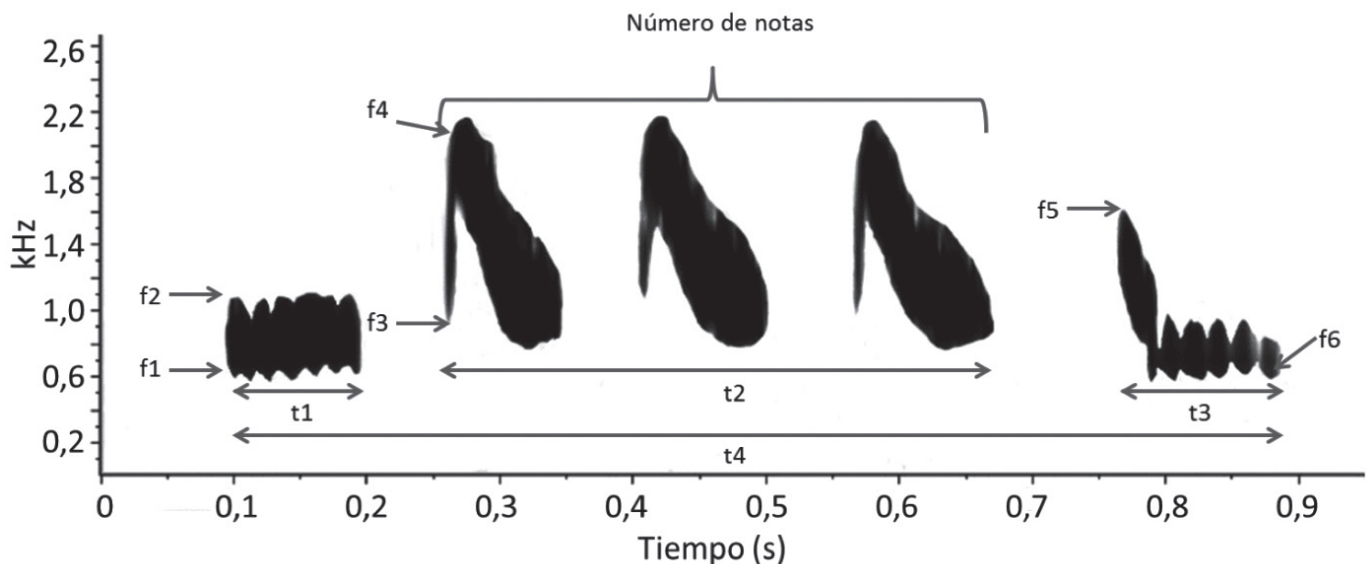 Número de notas
2,6
2,2
1,8
1,4
1,0
0,6
0,2
kHz
f4
f3
f2
f1
f5
f6
t1
t2
t3
t4
0
0,1
0,2
0,3
0,4
0,5
0,6
0,7
0,8
0,9
Tiempo (s)